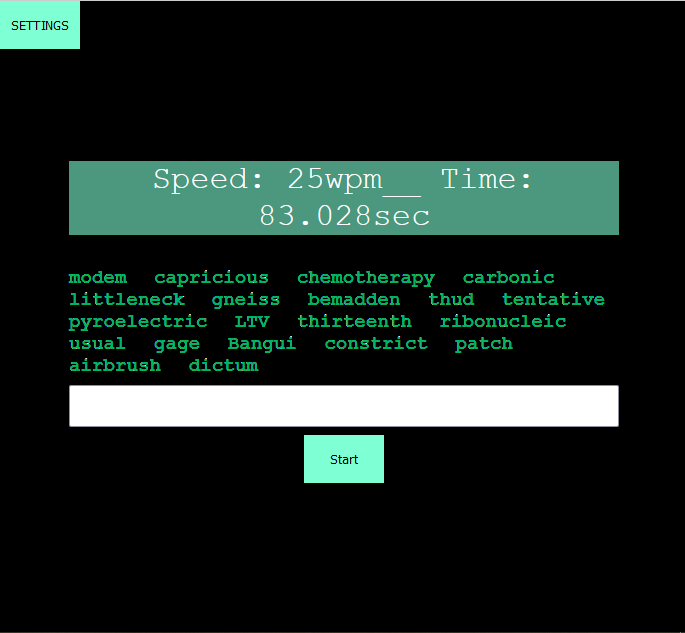 SETTINGS
Speed: 25wpm__ Time:
83.028sec
modem capricious chemotherapy carbonic
littleneck gneiss bemadden thud tentative
pyroelectric LTV thirteenth ribonucleic
usual gage Bangui constrict patch
airbrush dictum
Start